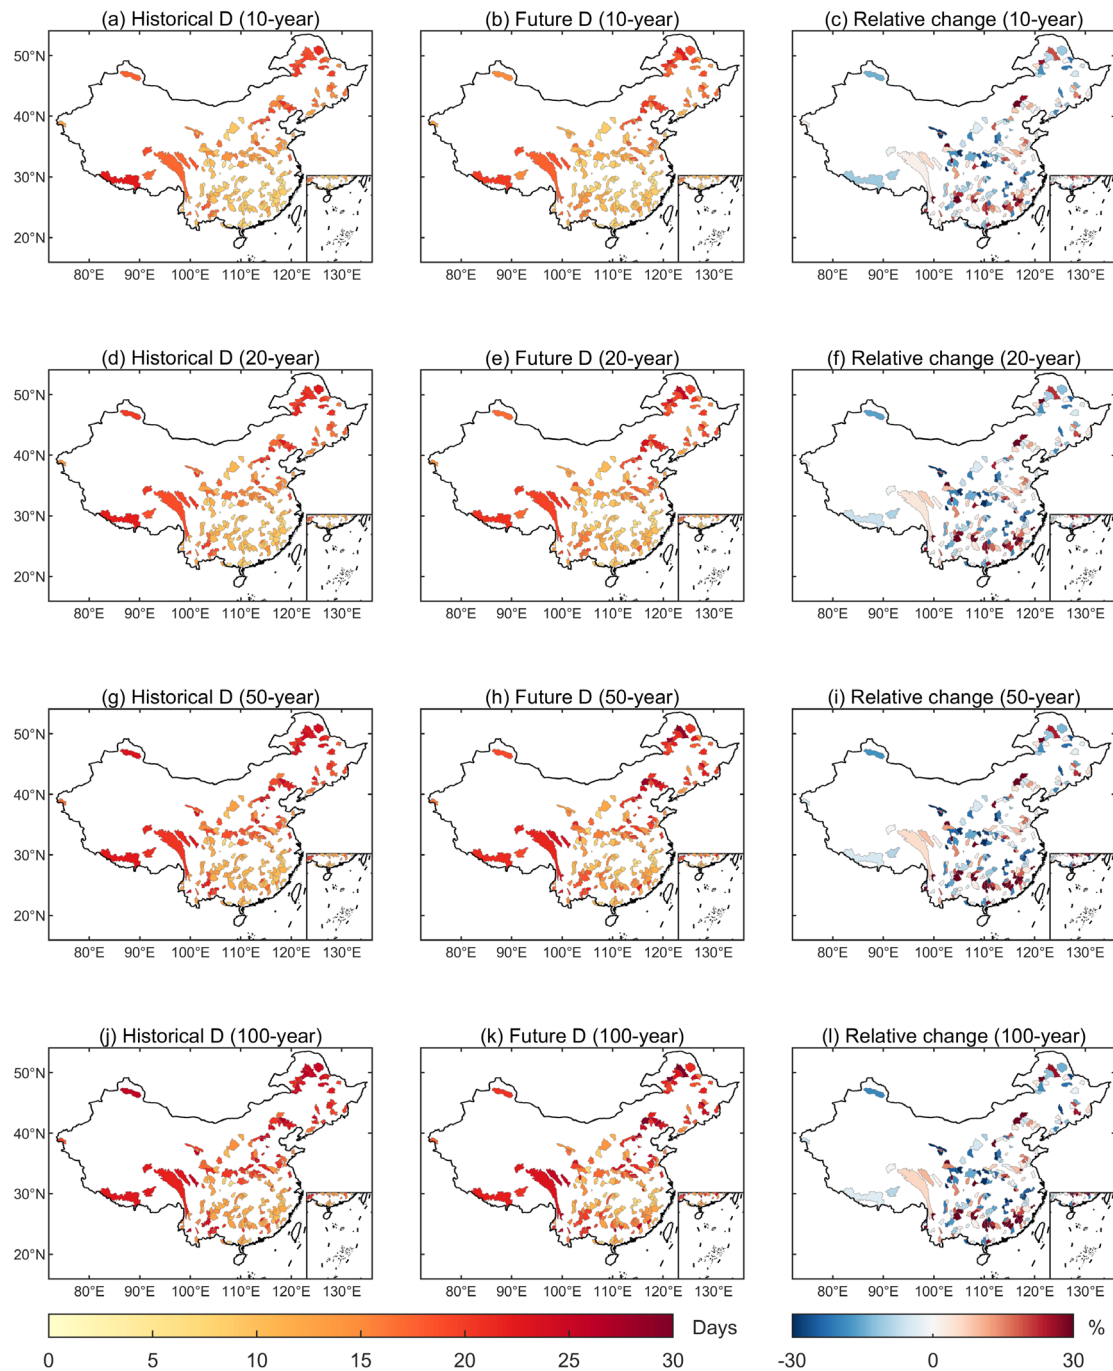 (a) Historical D (10-year) (b) Future D (10-year) (c) Relative change (10-year)
50°N
40°N
30°N
20°N
80°E 90°E 100°E 110°E 120°E 130°E 80°E 90°E 100°E 110°E 120°E 130°E 80°E 90°E 100°E 110°E 120°E 130°E
(d) Historical D (20-year) (e) Future D (20-year) (f) Relative change (20-year)
50°N
40°N
30°N
20°N
80°E 90°E 100°E 110°E 120°E 130°E 80°E 90°E 100°E 110°E 120°E 130°E 80°E 90°E 100°E 110°E 120°E 130°E
(g) Historical D (50-year) (h) Future D (50-year) (i) Relative change (50-year)
50°N
40°N
30°N
20°N
80°E 90°E 100°E 110°E 120°E 130°E 80°E 90°E 100°E 110°E 120°E 130°E 80°E 90°E 100°E 110°E 120°E 130°E
(j) Historical D (100-year) (k) Future D (100-year) (l) Relative change (100-year)
50°N
40°N
30°N
20°N
80°E 90°E 100°E 110°E 120°E 130°E 80°E 90°E 100°E 110°E 120°E 130°E 80°E 90°E 100°E 110°E 120°E 130°E
Days %
0 5 10 15 20 25 30 -30 0 30